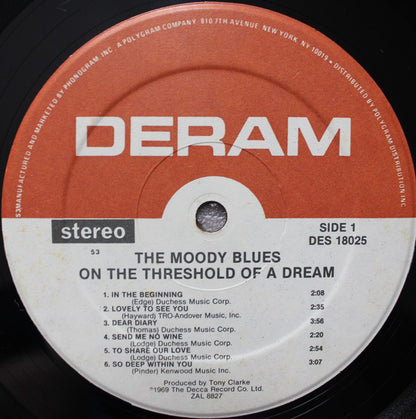 53MANUFACTURED AND MARKETED BY PHONOGRAM, INC., A POLYGRAM COMPANY 810 7TH AVENUE, NEW YORK, NY 10019 • DISTRIBUTED BY POLYGRAM DISTRIBUTION, INC.
DERAM
stereo
SIDE 1
DES 18025
53
THE MOODY BLUES
ON THE THRESHOLD OF A DREAM
1. IN THE BEGINNING 2:08
(Edge) Duchess Music Corp.
2. LOVELY TO SEE YOU 2:35
(Hayward) TRO-Andover Music, Inc.
3. DEAR DIARY 3:56
(Thomas) Duchess Music Corp.
4. SEND ME NO WINE 2:20
(Lodge) Duchess Music Corp.
5. TO SHARE OUR LOVE 2:54
(Lodge) Duchess Music Corp.
6. SO DEEP WITHIN YOU 3:07
(Pinder) Kenwood Music Inc.
Produced by Tony Clarke
℗1969 The Decca Record Co. Ltd.
ZAL 8827